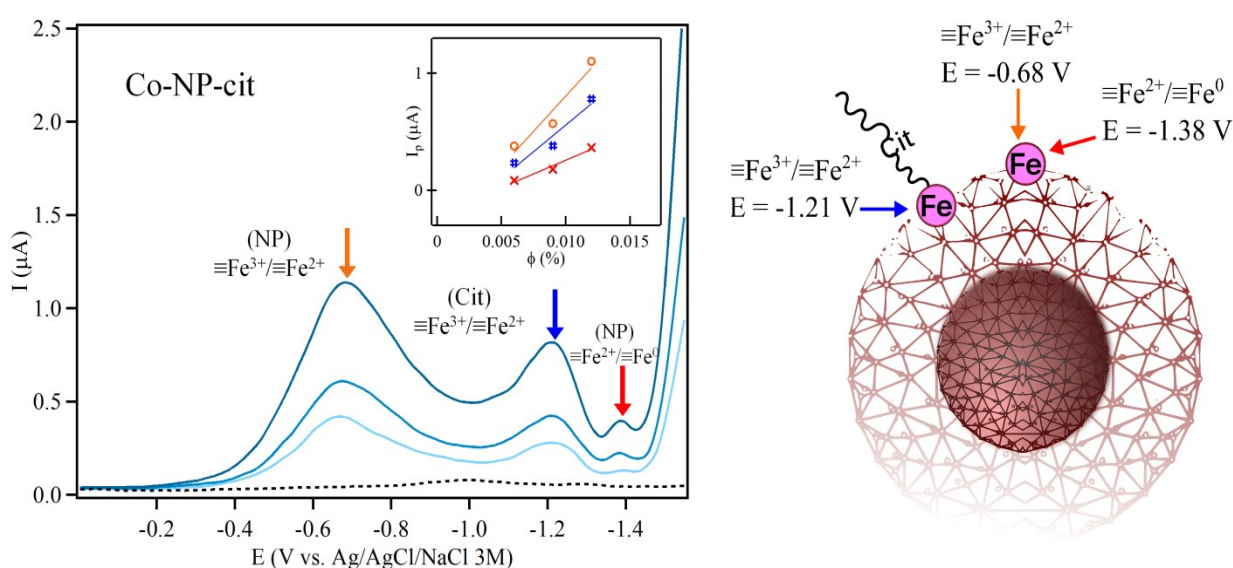 Co-NP-cit
I (μA)
2.5
2.0
1.5
1.0
0.5
0.0
-0.2
-0.4
-0.6
-0.8
-1.0
-1.2
-1.4
E (V vs. Ag/AgCl/NaCl 3M)
(NP)
≡Fe³⁺/≡Fe²⁺
(Cit)
≡Fe³⁺/≡Fe²⁺
(NP)
≡Fe²⁺/≡Fe⁰
Iₚ (μA)
1
0
0
0.005
0.010
0.015
ϕ (%)
≡Fe³⁺/≡Fe²⁺
E = -0.68 V
≡Fe²⁺/≡Fe⁰
E = -1.38 V
cit
≡Fe³⁺/≡Fe²⁺
E = -1.21 V
Fe
Fe